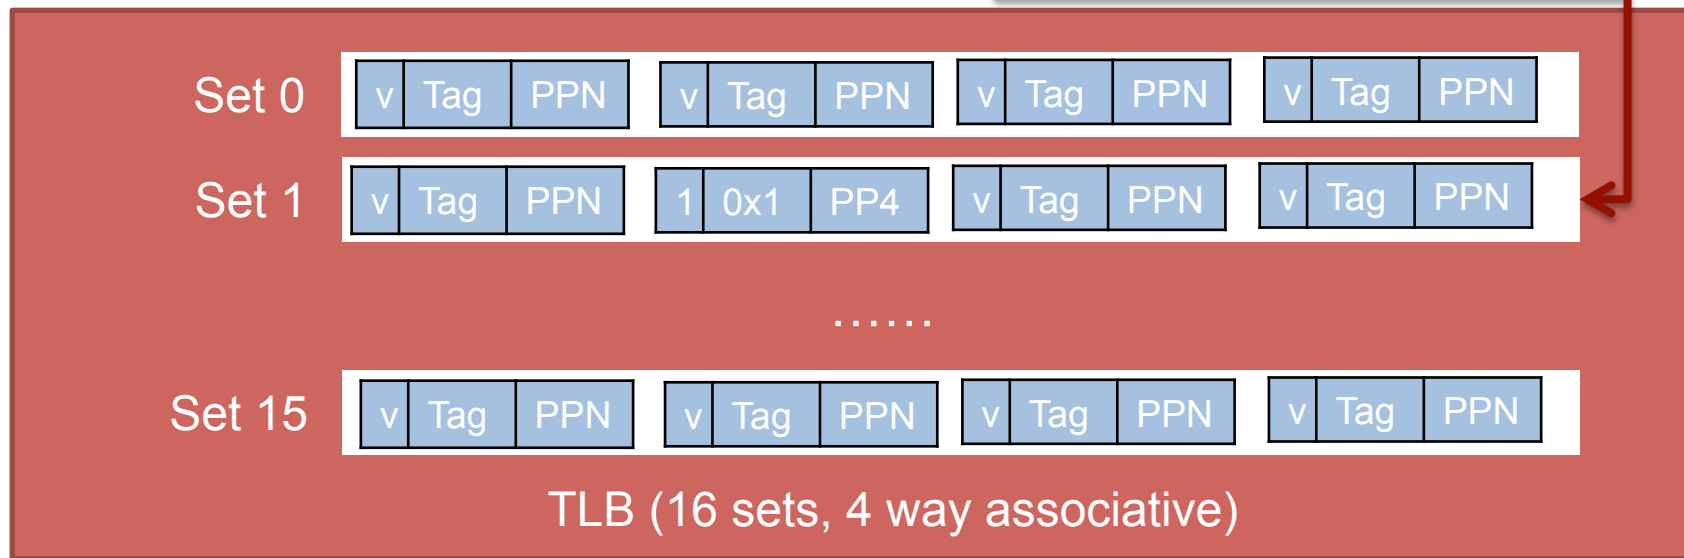 Set 0 v Tag PPN v Tag PPN v Tag PPN v Tag PPN
Set 1 v Tag PPN 1 0x1 PP4 v Tag PPN v Tag PPN
......
Set 15 v Tag PPN v Tag PPN v Tag PPN v Tag PPN
TLB (16 sets, 4 way associative)